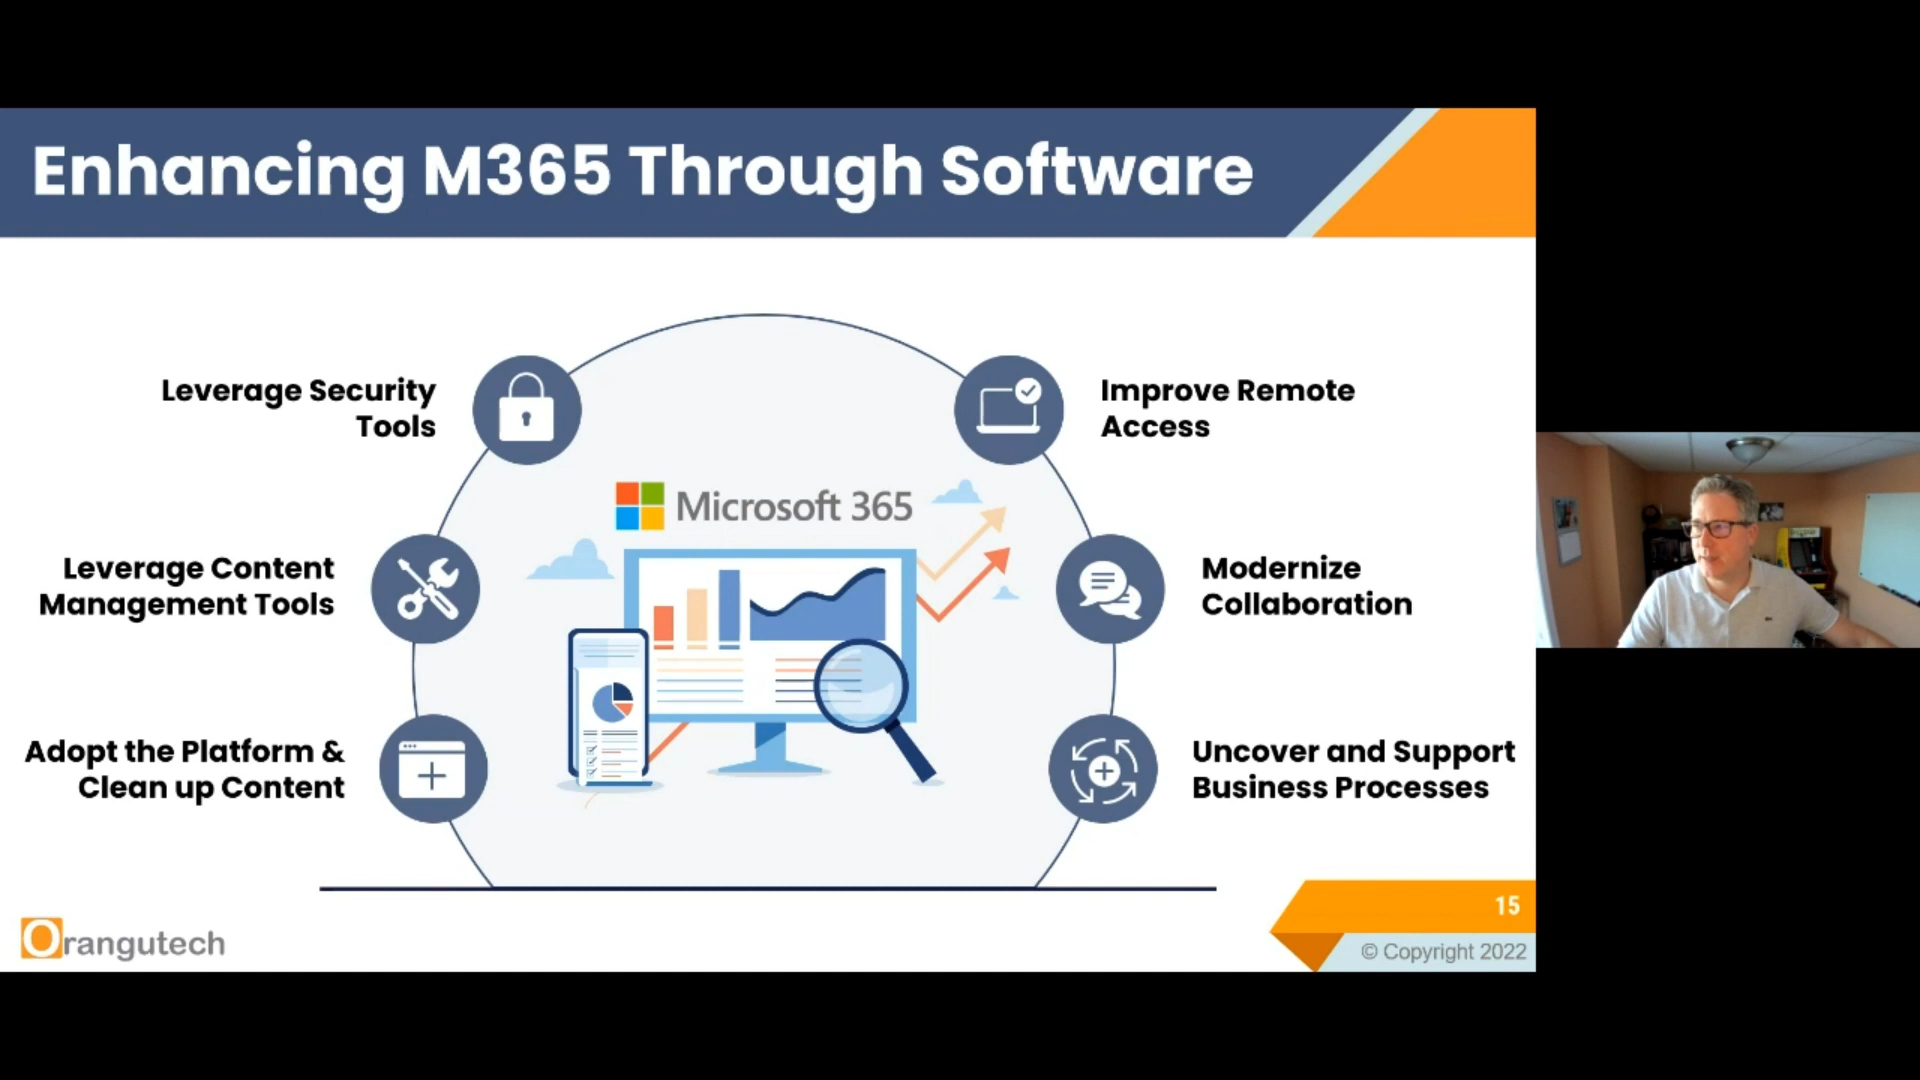 Enhancing M365 Through Software
Leverage Security
Tools
Improve Remote
Access
Microsoft 365
Leverage Content
Management Tools
Modernize
Collaboration
Adopt the Platform &
Clean up Content
Uncover and Support
Business Processes
15
Orangutech
© Copyright 2022